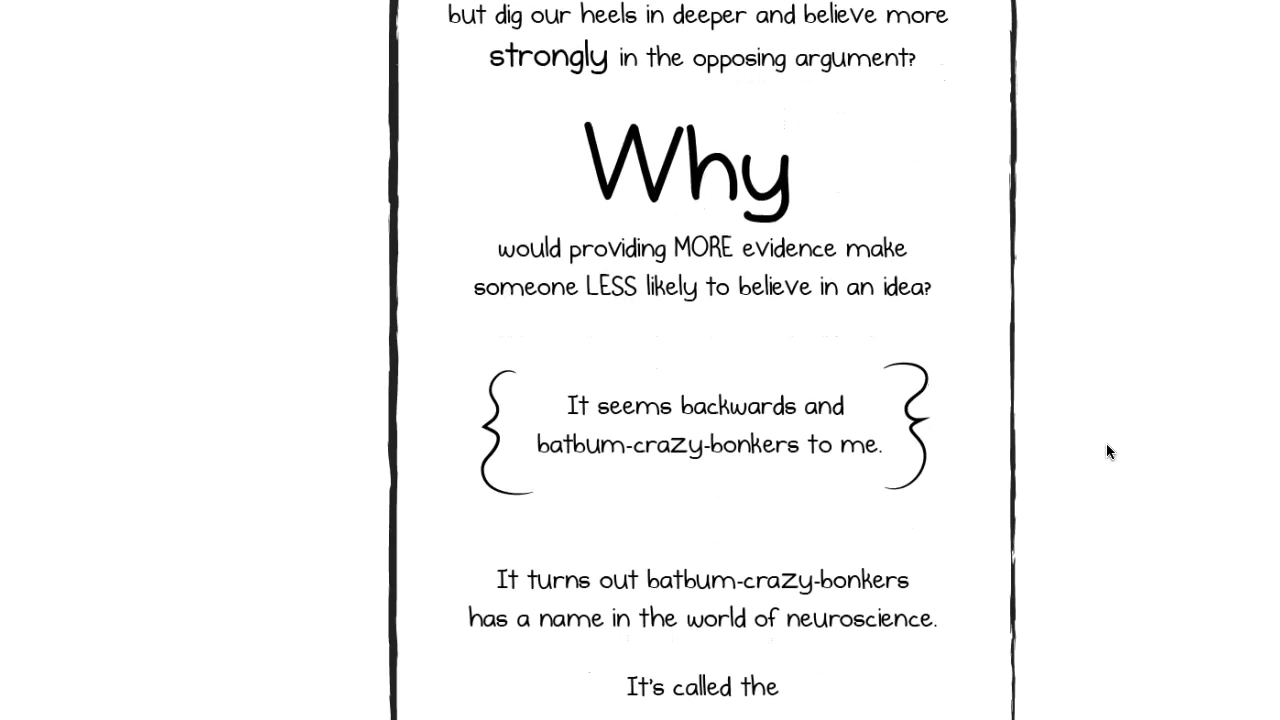 but dig our heels in deeper and believe more
strongly in the opposing argument?
Why
would providing MORE evidence make
someone LESS likely to believe in an idea?
It seems backwards and
batbum-crazy-bonkers to me.
It turns out batbum-crazy-bonkers
has a name in the world of neuroscience.
It's called the